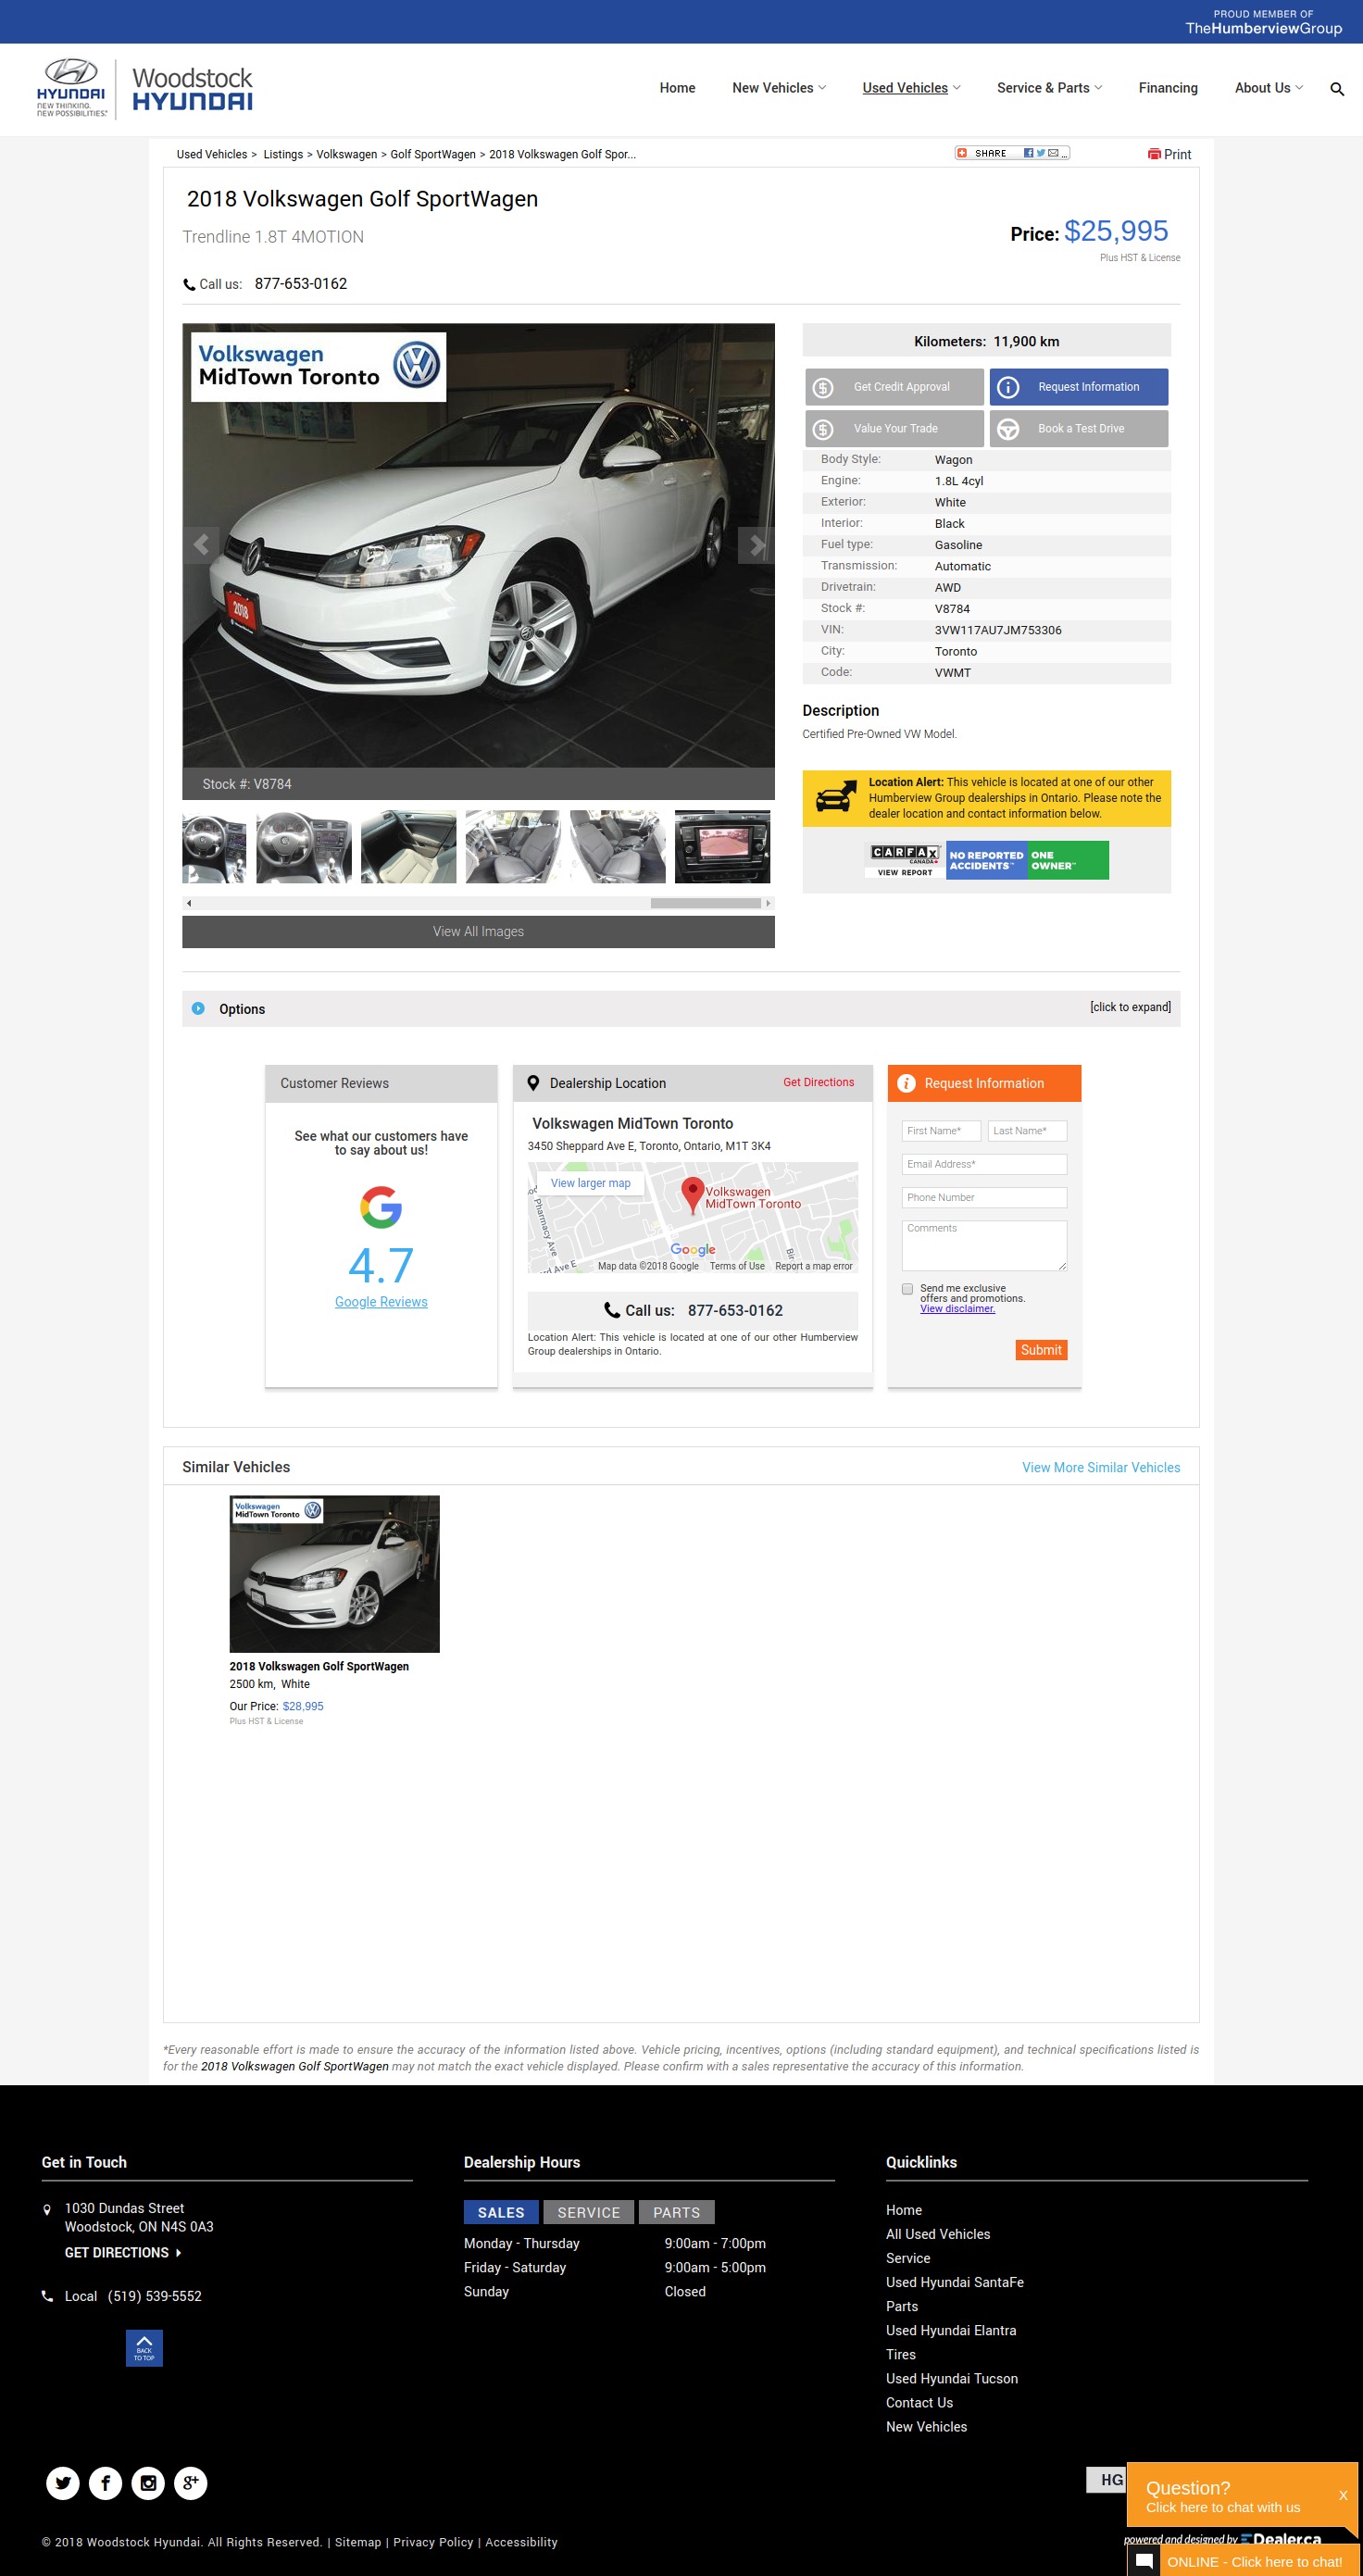 PROUD MEMBER OF
TheHumberviewGroup
HYUNDAI
NEW THINKING.
NEW POSSIBILITIES.
Woodstock
HYUNDAI
Home New Vehicles Used Vehicles Service & Parts Financing About Us
Used Vehicles > Listings > Volkswagen > Golf SportWagen > 2018 Volkswagen Golf Spor...
SHARE ...
Print
2018 Volkswagen Golf SportWagen
Trendline 1.8T 4MOTION
Price: $25,995
Plus HST & License
Call us: 877-653-0162
Volkswagen
MidTown Toronto
2018
Stock #: V8784
View All Images
Kilometers: 11,900 km
Get Credit Approval
Request Information
Value Your Trade
Book a Test Drive
Body Style: Wagon
Engine: 1.8L 4cyl
Exterior: White
Interior: Black
Fuel type: Gasoline
Transmission: Automatic
Drivetrain: AWD
Stock #: V8784
VIN: 3VW117AU7JM753306
City: Toronto
Code: VWMT
Description
Certified Pre-Owned VW Model.
Location Alert: This vehicle is located at one of our other
Humberview Group dealerships in Ontario. Please note the
dealer location and contact information below.
CARFAX
CANADA
VIEW REPORT
NO REPORTED
ACCIDENTS™
ONE
OWNER™
Options
[click to expand]
Customer Reviews
See what our customers have
to say about us!
4.7
Google Reviews
Dealership Location
Get Directions
Volkswagen MidTown Toronto
3450 Sheppard Ave E, Toronto, Ontario, M1T 3K4
View larger map
Volkswagen
MidTown Toronto
Pharmacy Ave
Google
Map data ©2018 Google Terms of Use Report a map error
Call us: 877-653-0162
Location Alert: This vehicle is located at one of our other Humberview
Group dealerships in Ontario.
Request Information
First Name*
Last Name*
Email Address*
Phone Number
Comments
Send me exclusive
offers and promotions.
View disclaimer.
Submit
Similar Vehicles
View More Similar Vehicles
Volkswagen
MidTown Toronto
2018 Volkswagen Golf SportWagen
2500 km, White
Our Price: $28,995
Plus HST & License
*Every reasonable effort is made to ensure the accuracy of the information listed above. Vehicle pricing, incentives, options (including standard equipment), and technical specifications listed is
for the 2018 Volkswagen Golf SportWagen may not match the exact vehicle displayed. Please confirm with a sales representative the accuracy of this information.
Get in Touch
1030 Dundas Street
Woodstock, ON N4S 0A3
GET DIRECTIONS
Local (519) 539-5552
BACK
TO TOP
Dealership Hours
SALES SERVICE PARTS
Monday - Thursday 9:00am - 7:00pm
Friday - Saturday 9:00am - 5:00pm
Sunday Closed
Quicklinks
Home
All Used Vehicles
Service
Used Hyundai SantaFe
Parts
Used Hyundai Elantra
Tires
Used Hyundai Tucson
Contact Us
New Vehicles
HG
Question?
Click here to chat with us
X
© 2018 Woodstock Hyundai. All Rights Reserved. | Sitemap | Privacy Policy | Accessibility
powered and designed by EDealer.ca
ONLINE - Click here to chat!